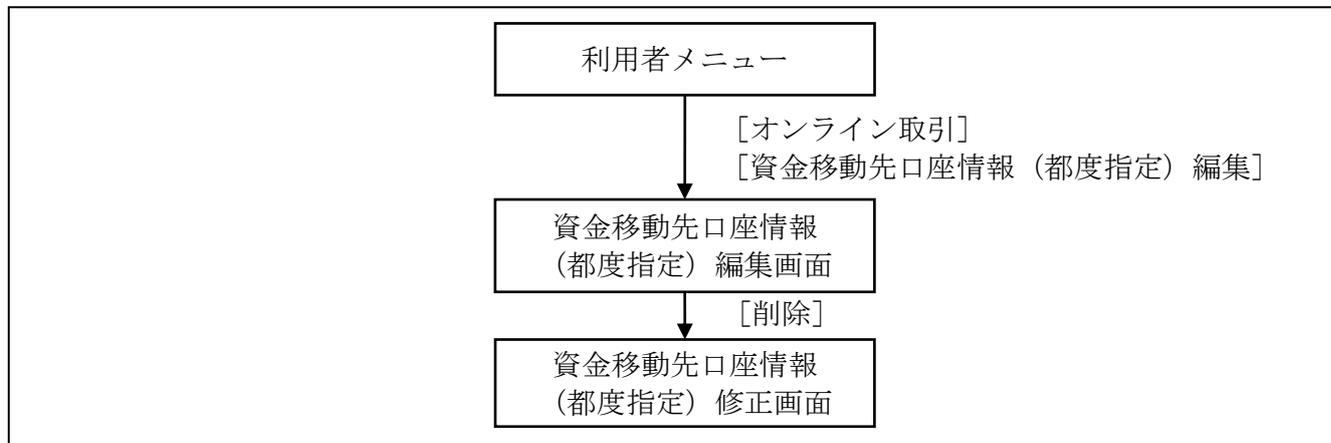 利用者メニュー
[オンライン取引]
[資金移動先口座情報（都度指定）編集]
資金移動先口座情報
（都度指定）編集画面
[削除]
資金移動先口座情報
（都度指定）修正画面